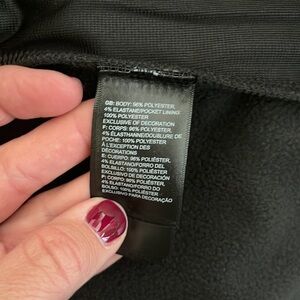 GB: BODY: 96% POLYESTER,
4% ELASTANE/POCKET LINING
100% POLYESTER
EXCLUSIVE OF DECORATION
F: CORPS: 96% POLYESTER,
4% ELASTHANNE/DOUBLURE DE
POCHE: 100% POLYESTER
À L'EXCEPTION DES
DÉCORATIONS
E: CUERPO: 96% POLIÉSTER,
4% ELASTANO/FORRO DEL
BOLSILLO: 100% POLIÉSTER
EXCLUSIVO DE DECORACIÓN
P: CORPO: 96% POLIÉSTER,
4% ELASTANO/FORRO DO
BOLSO: 100% POLIÉSTER
EXCLUSIVO PARA DECORAÇÃO